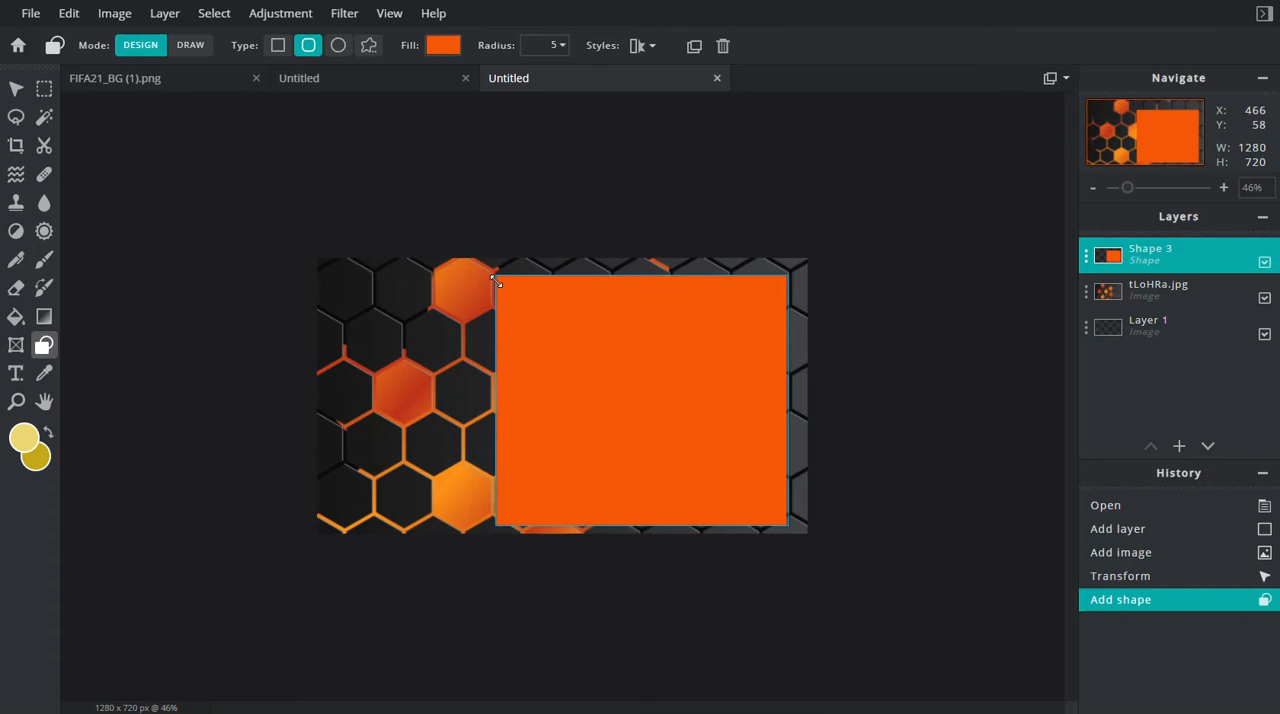 File Edit Image Layer Select Adjustment Filter View Help
Mode: DESIGN DRAW Type: Fill: Radius: 5 Styles:
FIFA21_BG (1).png Untitled Untitled
Navigate
X: 466
Y: 58
W: 1280
H: 720
- + 46%
Layers
Shape 3
Shape
tLoHRa.jpg
Image
Layer 1
Image
History
Open
Add layer
Add image
Transform
Add shape
1280 x 720 px @ 46%